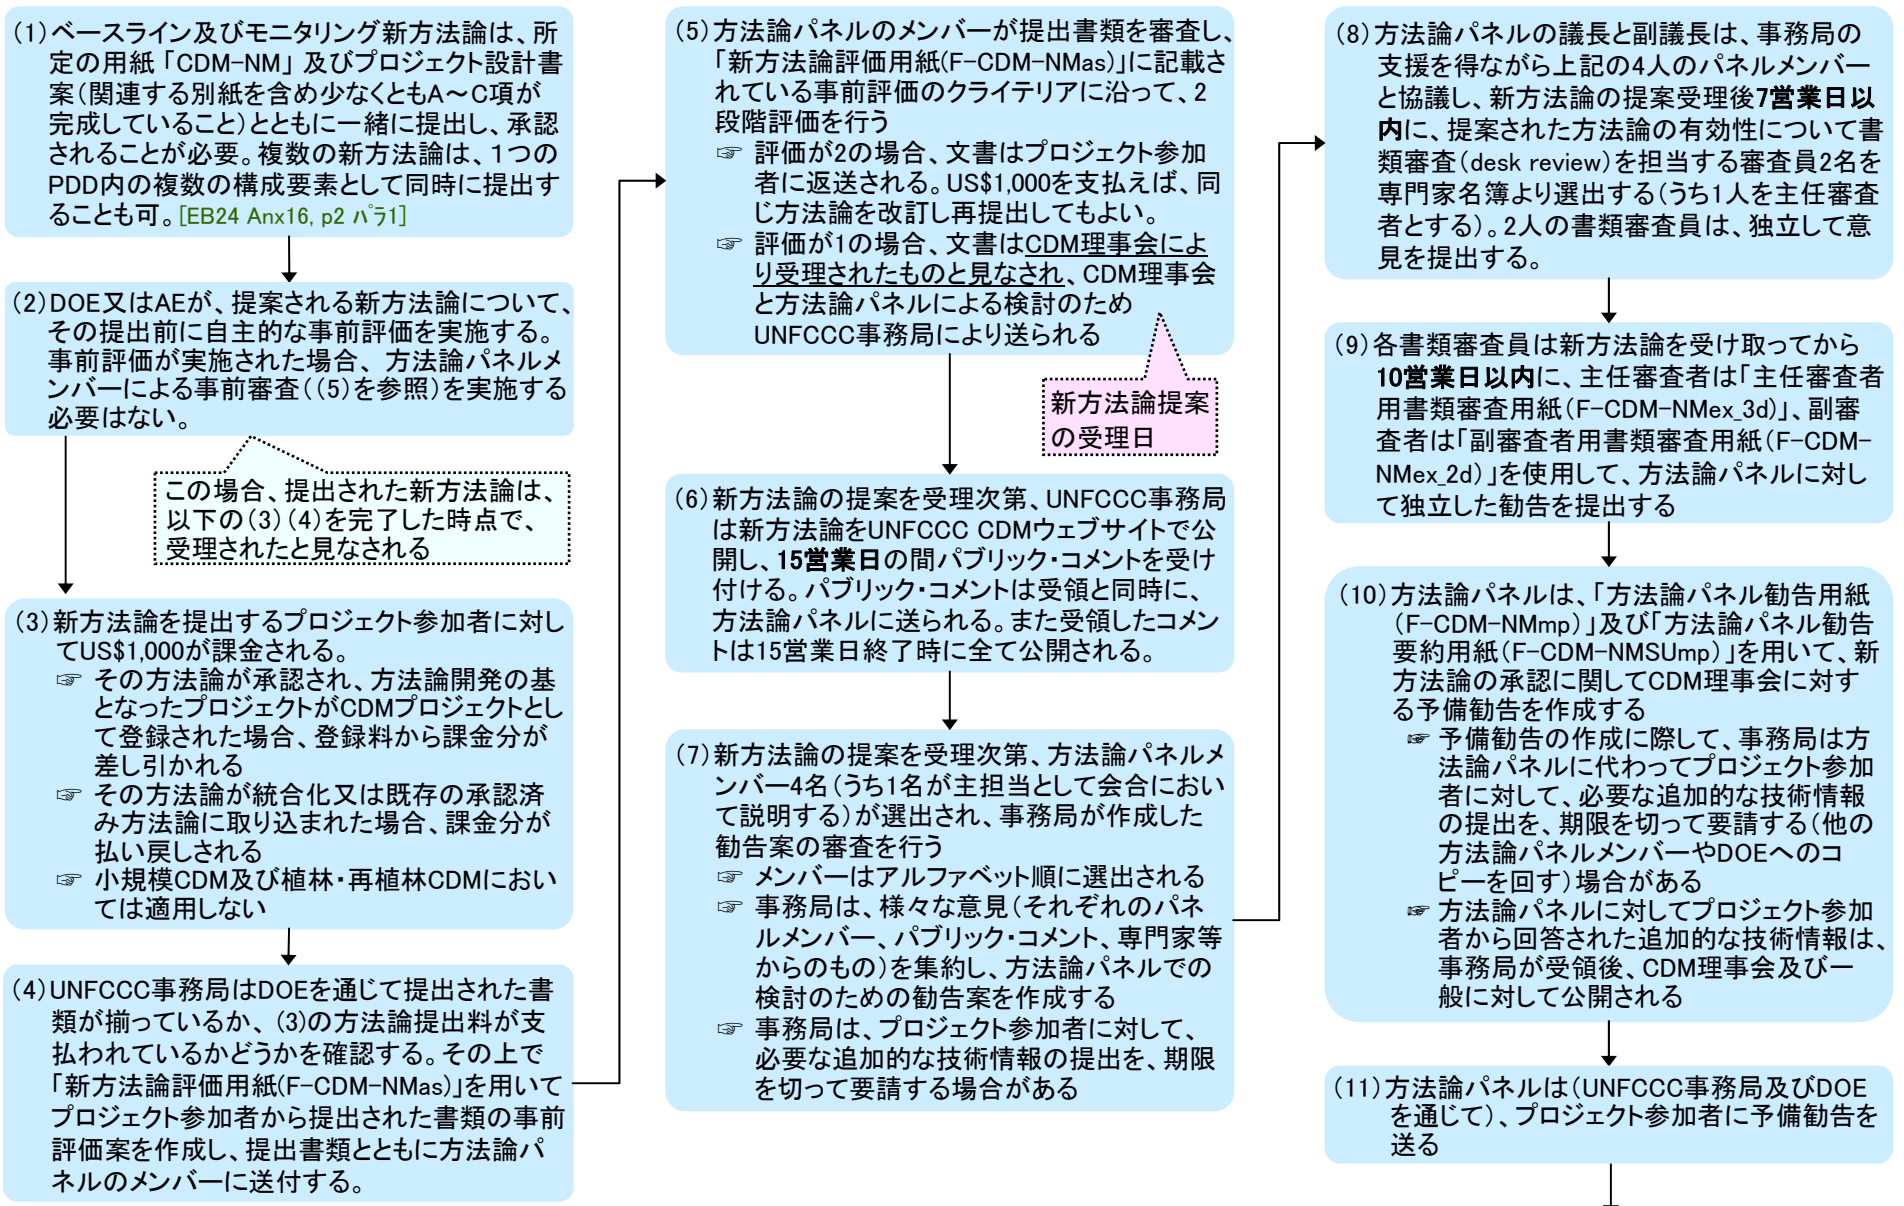 (1)ベースライン及びモニタリング新方法論は、所
定の用紙「CDM-NM」及びプロジェクト設計書
案(関連する別紙を含め少なくともA～C項が
完成していること)とともに一緒に提出し、承認
されることが必要。複数の新方法論は、1つの
PDD内の複数の構成要素として同時に提出す
ることも可。[EB24 Anx16, p2 パラ1]
(2)DOE又はAEが、提案される新方法論について、
その提出前に自主的な事前評価を実施する。
事前評価が実施された場合、方法論パネルメ
ンバーによる事前審査((5)を参照)を実施する
必要はない。
この場合、提出された新方法論は、
以下の(3)(4)を完了した時点で、
受理されたと見なされる
(3)新方法論を提出するプロジェクト参加者に対し
てUS$1,000が課金される。
☞ その方法論が承認され、方法論開発の基
となったプロジェクトがCDMプロジェクトとし
て登録された場合、登録料から課金分が
差し引かれる
☞ その方法論が統合化又は既存の承認済
み方法論に取り込まれた場合、課金分が
払い戻しされる
☞ 小規模CDM及び植林・再植林CDMにおい
ては適用しない
(4)UNFCCC事務局はDOEを通じて提出された書
類が揃っているか、(3)の方法論提出料が支
払われているかどうかを確認する。その上で
「新方法論評価用紙(F-CDM-NMas)」を用いて
プロジェクト参加者から提出された書類の事前
評価案を作成し、提出書類とともに方法論パ
ネルのメンバーに送付する。
(5)方法論パネルのメンバーが提出書類を審査し、
「新方法論評価用紙(F-CDM-NMas)」に記載さ
れている事前評価のクライテリアに沿って、2
段階評価を行う
☞ 評価が2の場合、文書はプロジェクト参加
者に返送される。US$1,000を支払えば、同
じ方法論を改訂し再提出してもよい。
☞ 評価が1の場合、文書はCDM理事会によ
り受理されたものと見なされ、CDM理事会
と方法論パネルによる検討のため
UNFCCC事務局により送られる
新方法論提案
の受理日
(6)新方法論の提案を受理次第、UNFCCC事務局
は新方法論をUNFCCC CDMウェブサイトで公
開し、15営業日の間パブリック・コメントを受け
付ける。パブリック・コメントは受領と同時に、
方法論パネルに送られる。また受領したコメン
トは15営業日終了時に全て公開される。
(7)新方法論の提案を受理次第、方法論パネルメ
ンバー4名(うち1名が主担当として会合におい
て説明する)が選出され、事務局が作成した
勧告案の審査を行う
☞ メンバーはアルファベット順に選出される
☞ 事務局は、様々な意見(それぞれのパネ
ルメンバー、パブリック・コメント、専門家等
からのもの)を集約し、方法論パネルでの
検討のための勧告案を作成する
☞ 事務局は、プロジェクト参加者に対して、
必要な追加的な技術情報の提出を、期限
を切って要請する場合がある
(8)方法論パネルの議長と副議長は、事務局の
支援を得ながら上記の4人のパネルメンバー
と協議し、新方法論の提案受理後7営業日以
内に、提案された方法論の有効性について書
類審査(desk review)を担当する審査員2名を
専門家名簿より選出する(うち1人を主任審査
者とする)。2人の書類審査員は、独立して意
見を提出する。
(9)各書類審査員は新方法論を受け取ってから
10営業日以内に、主任審査者は「主任審査者
用書類審査用紙(F-CDM-NMex_3d)」、副審
査者は「副審査者用書類審査用紙(F-CDM-
NMex_2d)」を使用して、方法論パネルに対し
て独立した勧告を提出する
(10)方法論パネルは、「方法論パネル勧告用紙
(F-CDM-NMmp)」及び「方法論パネル勧告
要約用紙(F-CDM-NMSUmp)」を用いて、新
方法論の承認に関してCDM理事会に対す
る予備勧告を作成する
☞ 予備勧告の作成に際して、事務局は方
法論パネルに代わってプロジェクト参加
者に対して、必要な追加的な技術情報
の提出を、期限を切って要請する(他の
方法論パネルメンバーやDOEへのコ
ピーを回す)場合がある
☞ 方法論パネルに対してプロジェクト参加
者から回答された追加的な技術情報は、
事務局が受領後、CDM理事会及び一
般に対して公開される
(11)方法論パネルは(UNFCCC事務局及びDOE
を通じて)、プロジェクト参加者に予備勧告を
送る